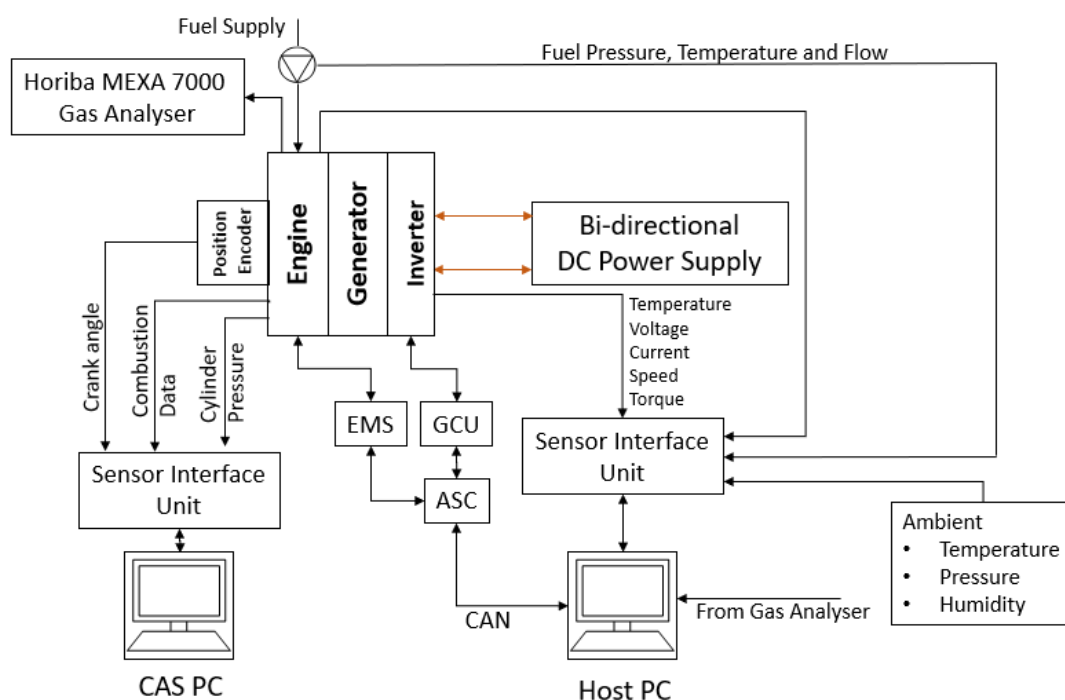 Fuel Supply
Fuel Pressure, Temperature and Flow
Horiba MEXA 7000
Gas Analyser
Position
Encoder
Engine
Generator
Inverter
Bi-directional
DC Power Supply
Temperature
Voltage
Current
Speed
Torque
Crank angle
Combustion
Data
Cylinder
Pressure
EMS
GCU
ASC
Sensor Interface
Unit
Sensor Interface
Unit
Ambient
• Temperature
• Pressure
• Humidity
From Gas Analyser
CAN
CAS PC
Host PC